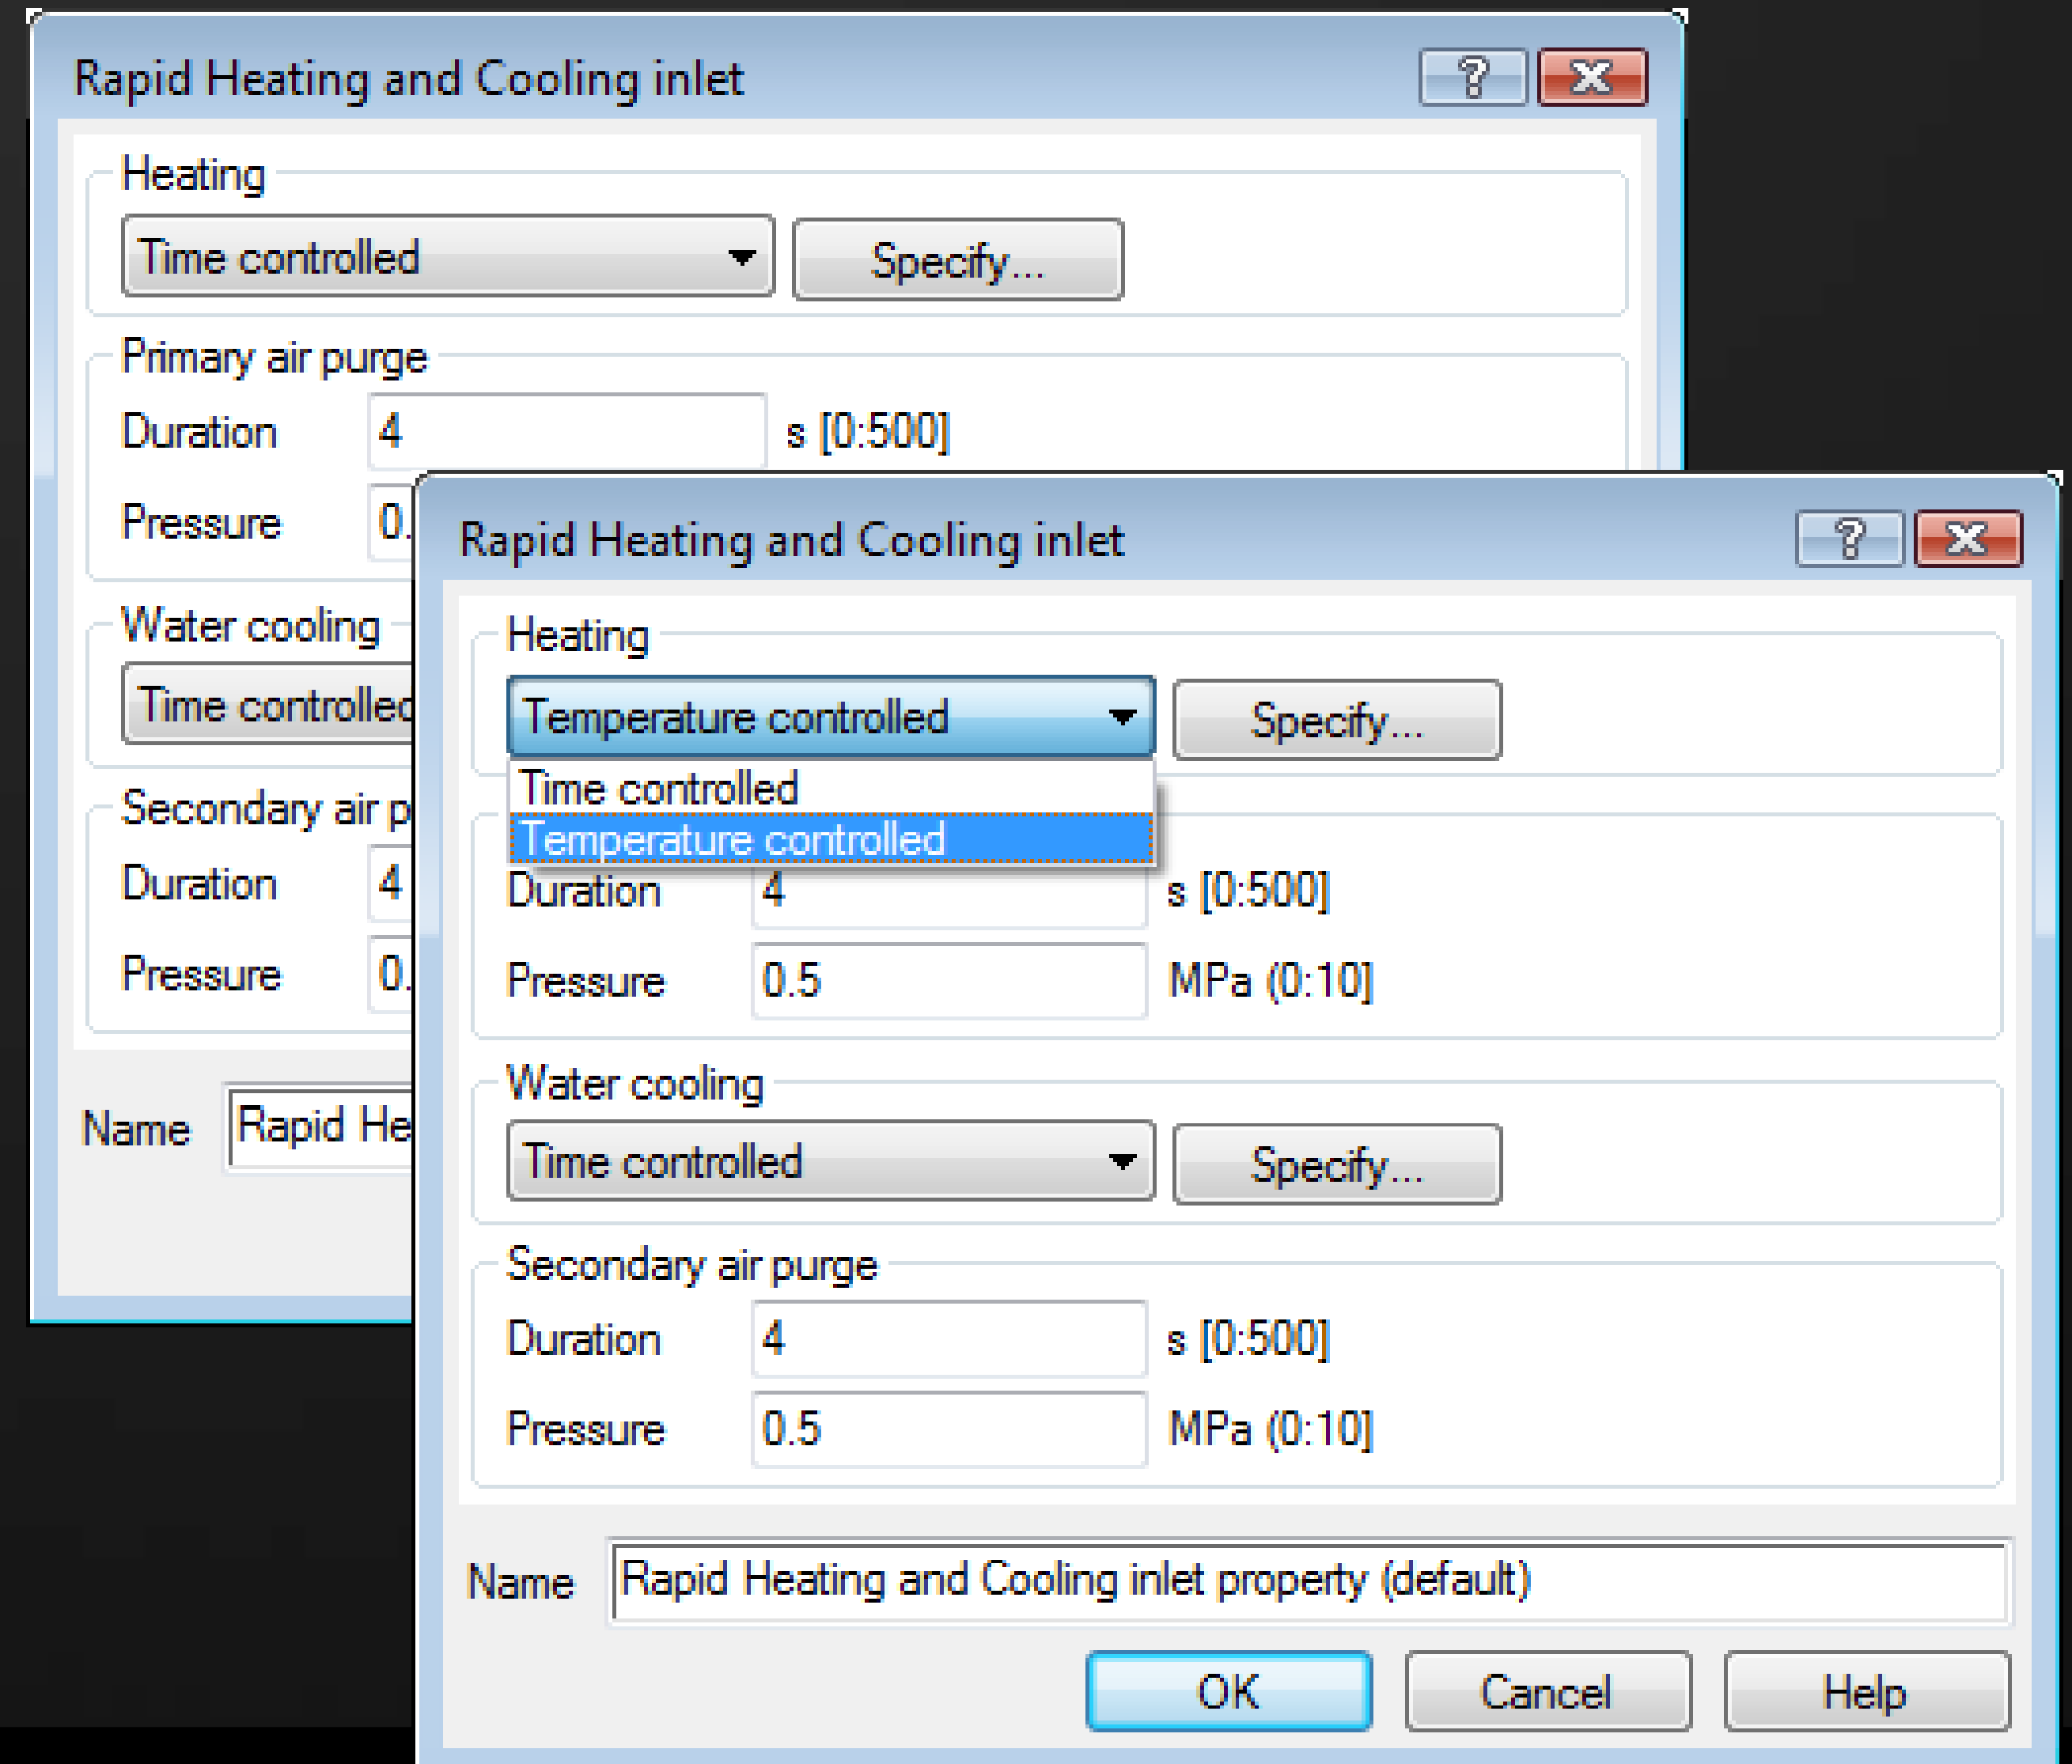 Rapid Heating and Cooling inlet
Heating
Time controlled Specify...
Primary air purge
Duration 4 s [0:500]
Pressure 0.
Water cooling
Time controlled
Secondary air p
Duration 4
Pressure 0.
Name Rapid He
Rapid Heating and Cooling inlet
Heating
Temperature controlled Specify...
Time controlled
Temperature controlled
Duration 4 s [0:500]
Pressure 0.5 MPa (0:10]
Water cooling
Time controlled Specify...
Secondary air purge
Duration 4 s [0:500]
Pressure 0.5 MPa (0:10]
Name Rapid Heating and Cooling inlet property (default)
OK Cancel Help